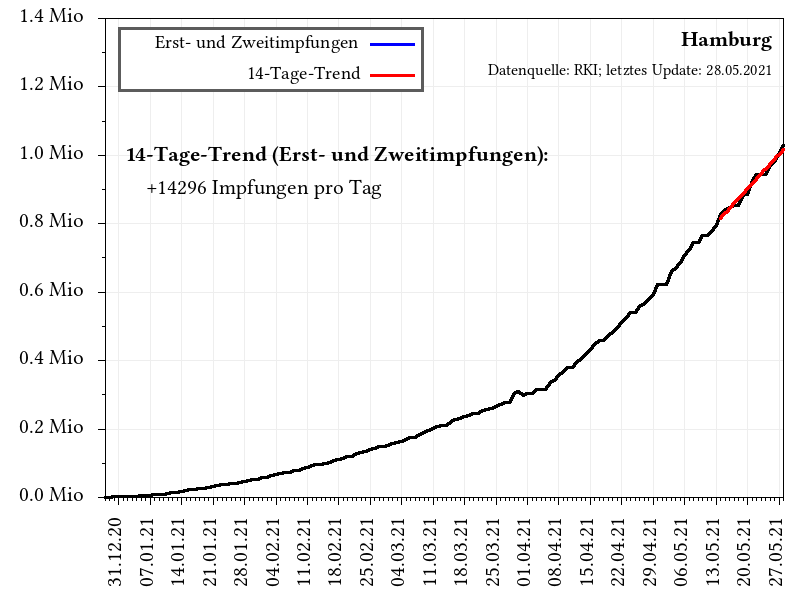 1.4 Mio
1.2 Mio
1.0 Mio
0.8 Mio
0.6 Mio
0.4 Mio
0.2 Mio
0.0 Mio
Erst- und Zweitimpfungen
14-Tage-Trend
Hamburg
Datenquelle: RKI; letztes Update: 28.05.2021
14-Tage-Trend (Erst- und Zweitimpfungen):
+14296 Impfungen pro Tag
31.12.20
07.01.21
14.01.21
21.01.21
28.01.21
04.02.21
11.02.21
18.02.21
25.02.21
04.03.21
11.03.21
18.03.21
25.03.21
01.04.21
08.04.21
15.04.21
22.04.21
29.04.21
06.05.21
13.05.21
20.05.21
27.05.21